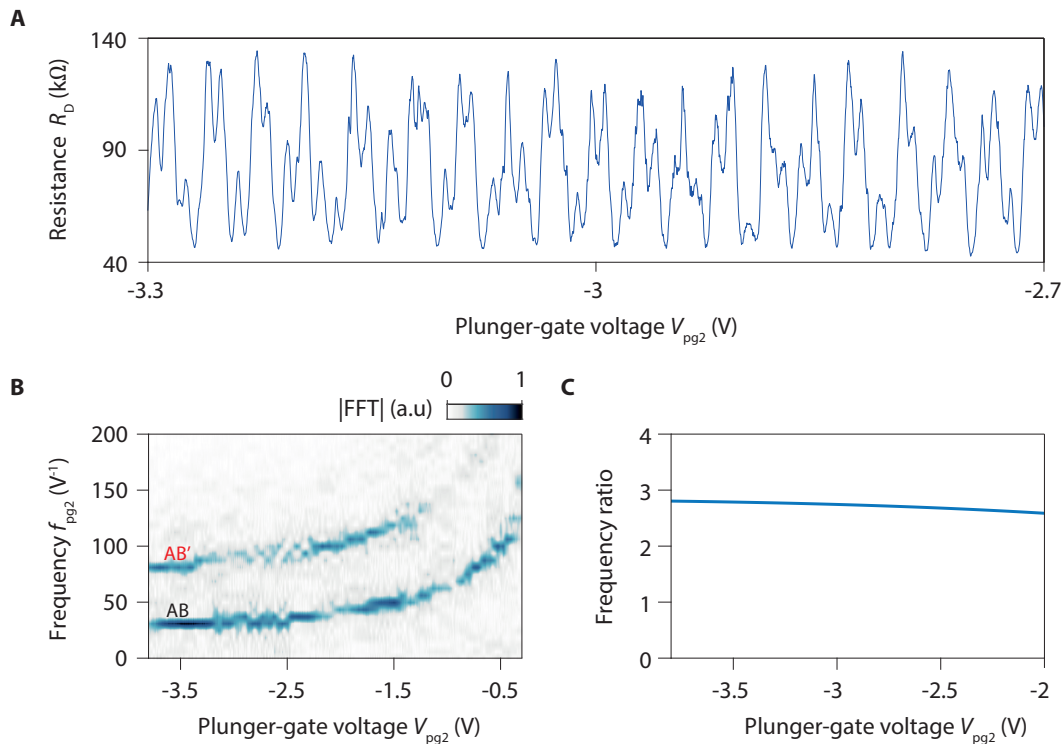 A
140
90
40
Resistance R_D (kΩ)
-3.3
-3
-2.7
Plunger-gate voltage V_pg2 (V)
B
|FFT| (a.u)
0
1
200
150
100
50
0
Frequency f_pg2 (V⁻¹)
AB'
AB
-3.5
-2.5
-1.5
-0.5
Plunger-gate voltage V_pg2 (V)
C
4
3
2
1
0
Frequency ratio
-3.5
-3
-2.5
-2
Plunger-gate voltage V_pg2 (V)